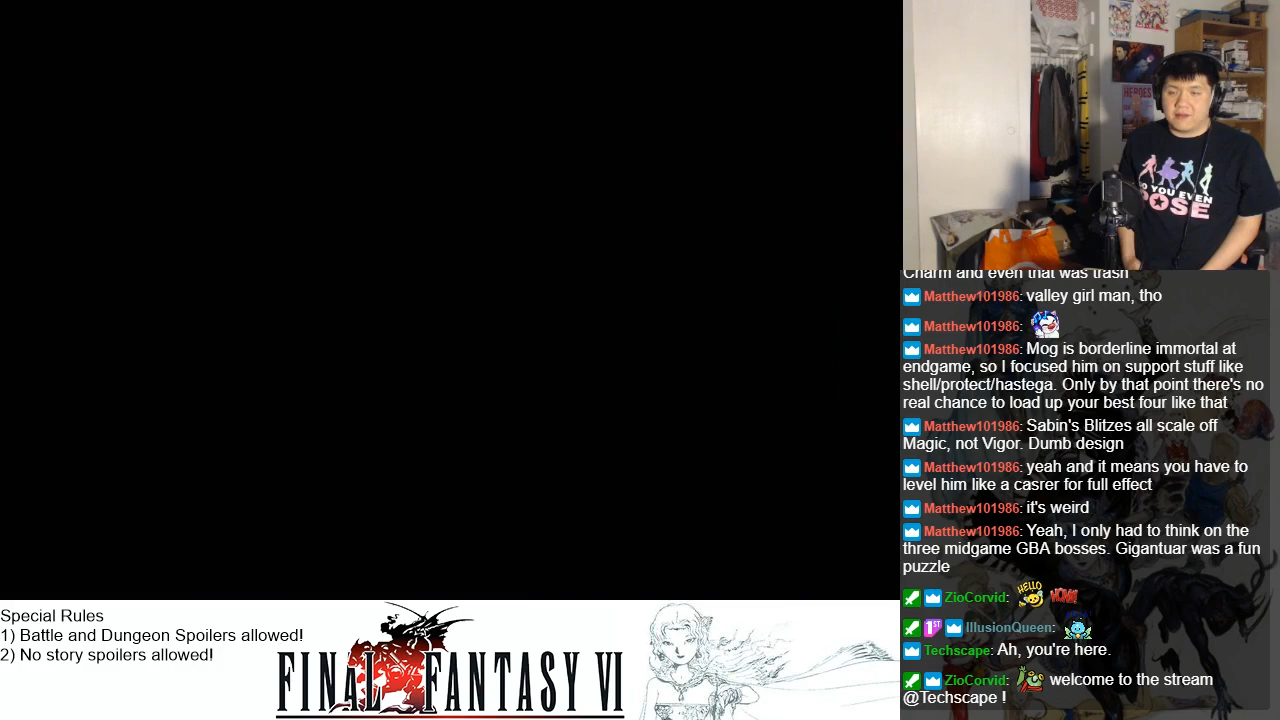 HEROES
O YOU EVEN
POSE
Charm and even that was trash
Matthew101986: valley girl man, tho
Matthew101986:
Matthew101986: Mog is borderline immortal at
endgame, so I focused him on support stuff like
shell/protect/hastega. Only by that point there's no
real chance to load up your best four like that
Matthew101986: Sabin's Blitzes all scale off
Magic, not Vigor. Dumb design
Matthew101986: yeah and it means you have to
level him like a casrer for full effect
Matthew101986: it's weird
Matthew101986: Yeah, I only had to think on the
three midgame GBA bosses. Gigantuar was a fun
puzzle
ZioCorvid: HELLO
1ST IllusionQueen:
Techscape: Ah, you're here.
ZioCorvid: welcome to the stream
@Techscape !
Special Rules
1) Battle and Dungeon Spoilers allowed!
2) No story spoilers allowed!
FINAL FANTASY VI